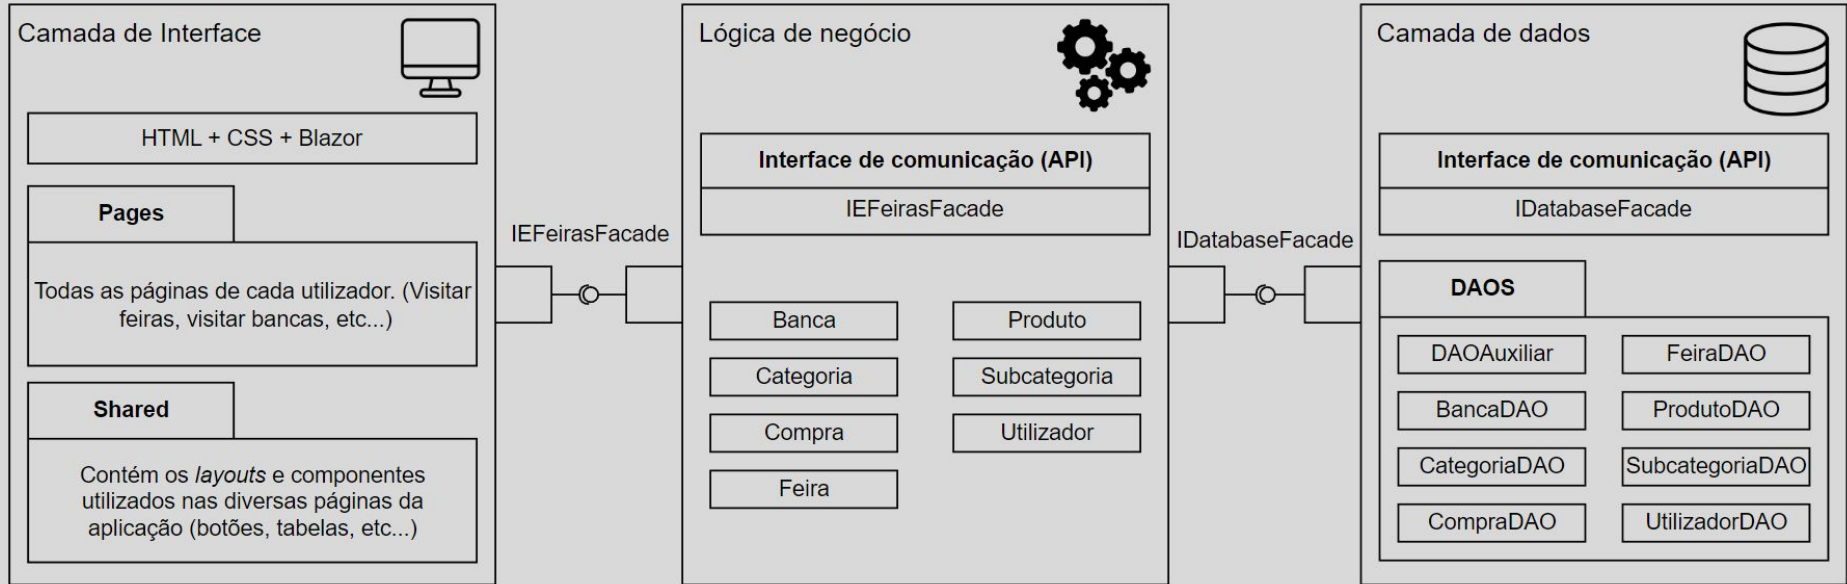 Camada de Interface
HTML + CSS + Blazor
Pages
Todas as páginas de cada utilizador. (Visitar
feiras, visitar bancas, etc...)
Shared
Contém os layouts e componentes
utilizados nas diversas páginas da
aplicação (botões, tabelas, etc...)
IEFeirasFacade
Lógica de negócio
Interface de comunicação (API)
IEFeirasFacade
Banca
Produto
Categoria
Subcategoria
Compra
Utilizador
Feira
IDatabaseFacade
Camada de dados
Interface de comunicação (API)
IDatabaseFacade
DAOS
DAOAuxiliar
FeiraDAO
BancaDAO
ProdutoDAO
CategoriaDAO
SubcategoriaDAO
CompraDAO
UtilizadorDAO